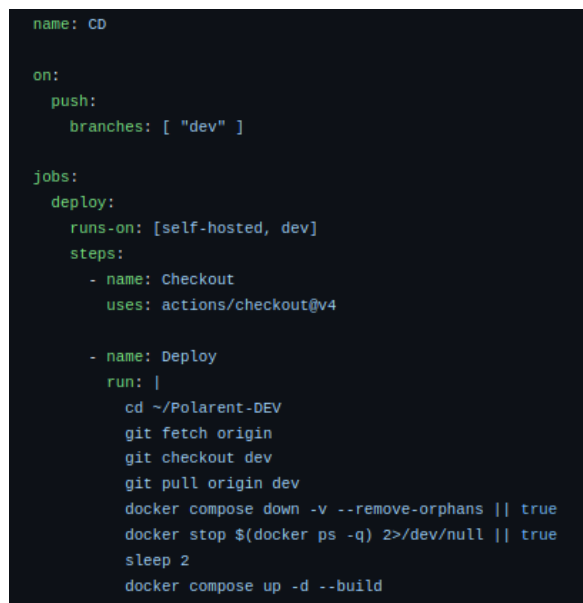 name: CD

on:
  push:
    branches: [ "dev" ]

jobs:
  deploy:
    runs-on: [self-hosted, dev]
    steps:
      - name: Checkout
        uses: actions/checkout@v4

      - name: Deploy
        run: |
          cd ~/Polarent-DEV
          git fetch origin
          git checkout dev
          git pull origin dev
          docker compose down -v --remove-orphans || true
          docker stop $(docker ps -q) 2>/dev/null || true
          sleep 2
          docker compose up -d --build